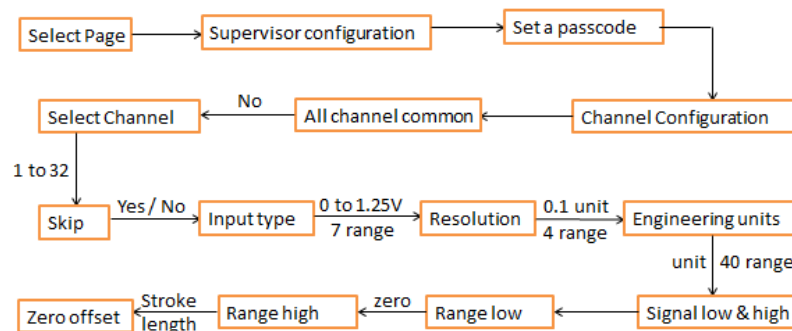 Select Page
Supervisor configuration
Set a passcode
Channel Configuration
All channel common
No
Select Channel
1 to 32
Skip
Yes / No
Input type
0 to 1.25V
7 range
Resolution
0.1 unit
4 range
Engineering units
unit 40 range
Signal low & high
Range low
zero
Range high
Stroke
length
Zero offset